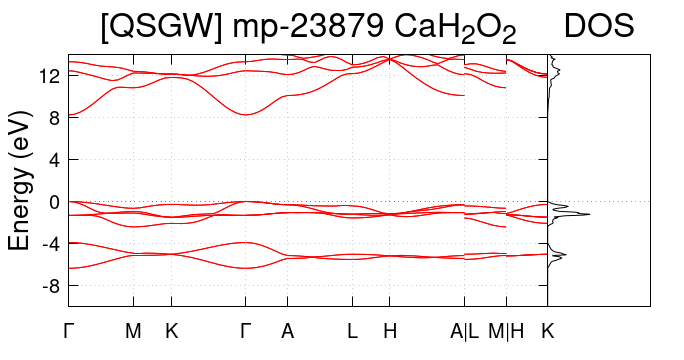 [QSGW] mp-23879 CaH₂O₂ DOS
Energy (eV)
12
8
4
0
-4
-8
Γ M K Γ A L H A|L M|H K